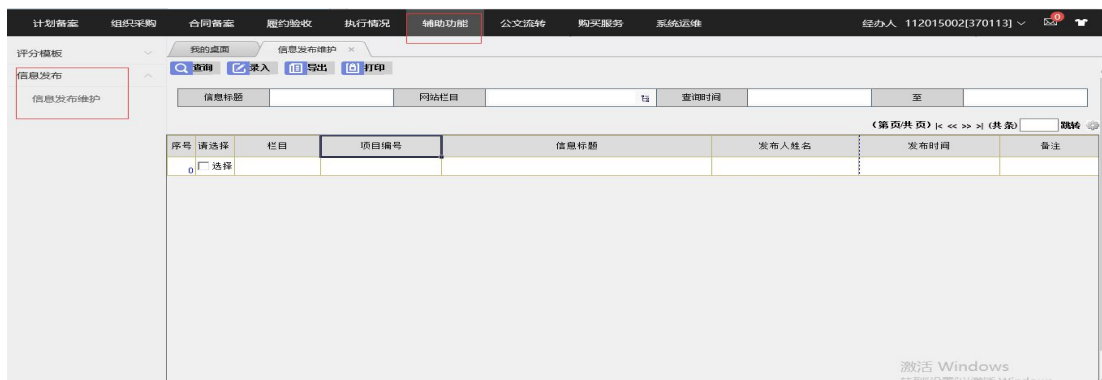 计划备案 组织采购 合同备案 履约验收 执行情况 辅助功能 公文流转 购买服务 系统运维 经办人 112015002[370113] 0
评分模板 我的桌面 信息发布维护 ×
信息发布 查询 录入 导出 打印
信息发布维护 信息标题 网站栏目 查询时间 至
(第页/共页) |< << >> >| (共条) 跳转
序号 请选择 栏目 项目编号 信息标题 发布人姓名 发布时间 备注
0 选择
激活 Windows